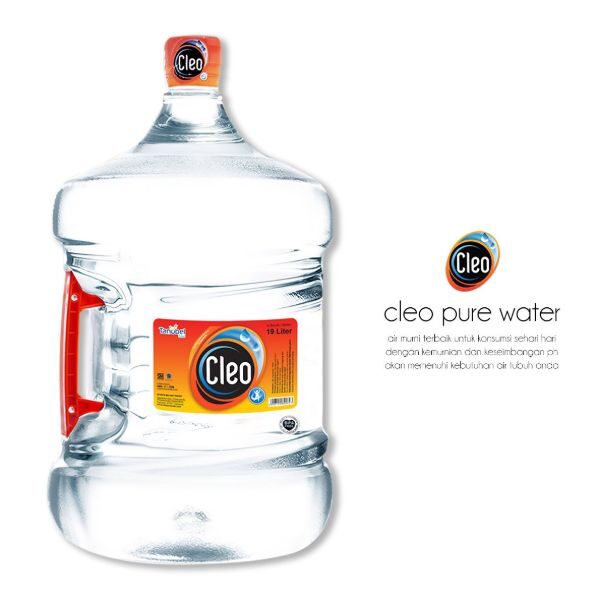 Cleo
Tanobel
19 Liter
Cleo
Cleo
cleo pure water
air murni terbaik untuk konsumsi sehari hari
dengan kemurnian dan keseimbangan ph
akan memenuhi kebutuhan air tubuh anda